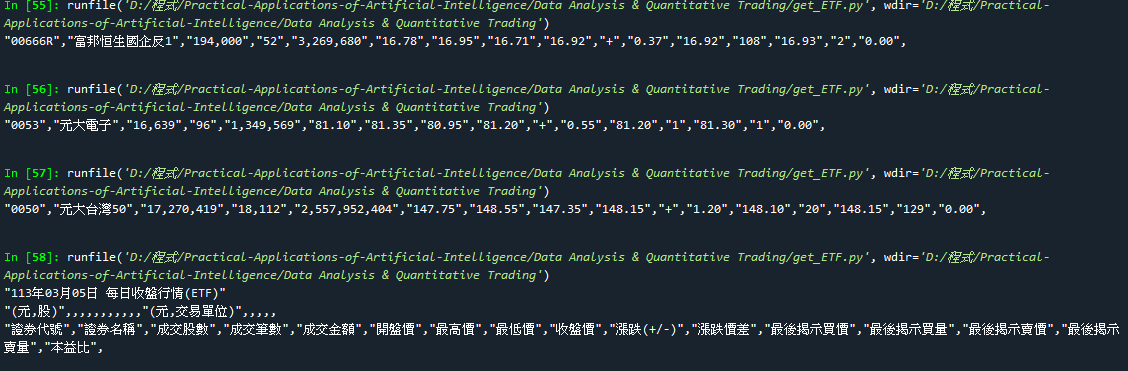 In [55]: runfile('D:/程式/Practical-Applications-of-Artificial-Intelligence/Data Analysis & Quantitative Trading/get_ETF.py', wdir='D:/程式/Practical-
Applications-of-Artificial-Intelligence/Data Analysis & Quantitative Trading')
"00666R","富邦恒生國企反1","194,000","52","3,269,680","16.78","16.95","16.71","16.92","+","0.37","16.92","108","16.93","2","0.00",
In [56]: runfile('D:/程式/Practical-Applications-of-Artificial-Intelligence/Data Analysis & Quantitative Trading/get_ETF.py', wdir='D:/程式/Practical-
Applications-of-Artificial-Intelligence/Data Analysis & Quantitative Trading')
"0053","元大電子","16,639","96","1,349,569","81.10","81.35","80.95","81.20","+","0.55","81.20","1","81.30","1","0.00",
In [57]: runfile('D:/程式/Practical-Applications-of-Artificial-Intelligence/Data Analysis & Quantitative Trading/get_ETF.py', wdir='D:/程式/Practical-
Applications-of-Artificial-Intelligence/Data Analysis & Quantitative Trading')
"0050","元大台灣50","17,270,419","18,112","2,557,952,404","147.75","148.55","147.35","148.15","+","1.20","148.10","20","148.15","129","0.00",
In [58]: runfile('D:/程式/Practical-Applications-of-Artificial-Intelligence/Data Analysis & Quantitative Trading/get_ETF.py', wdir='D:/程式/Practical-
Applications-of-Artificial-Intelligence/Data Analysis & Quantitative Trading')
"113年03月05日 每日收盤行情(ETF)"
"(元,股)",,,,,,,,,,,"(元,交易單位)",,,,,
"證券代號","證券名稱","成交股數","成交筆數","成交金額","開盤價","最高價","最低價","收盤價","漲跌(+/-)","漲跌價差","最後揭示買價","最後揭示買量","最後揭示賣價","最後揭示
賣量","本益比",